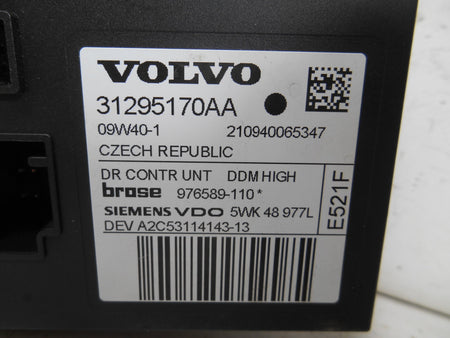 VOLVO
31295170AA
09W40-1 210940065347
CZECH REPUBLIC
DR CONTR UNT DDM HIGH
brose 976589-110*
SIEMENS VDO 5WK 48 977L
DEV A2C53114143-13
E521F